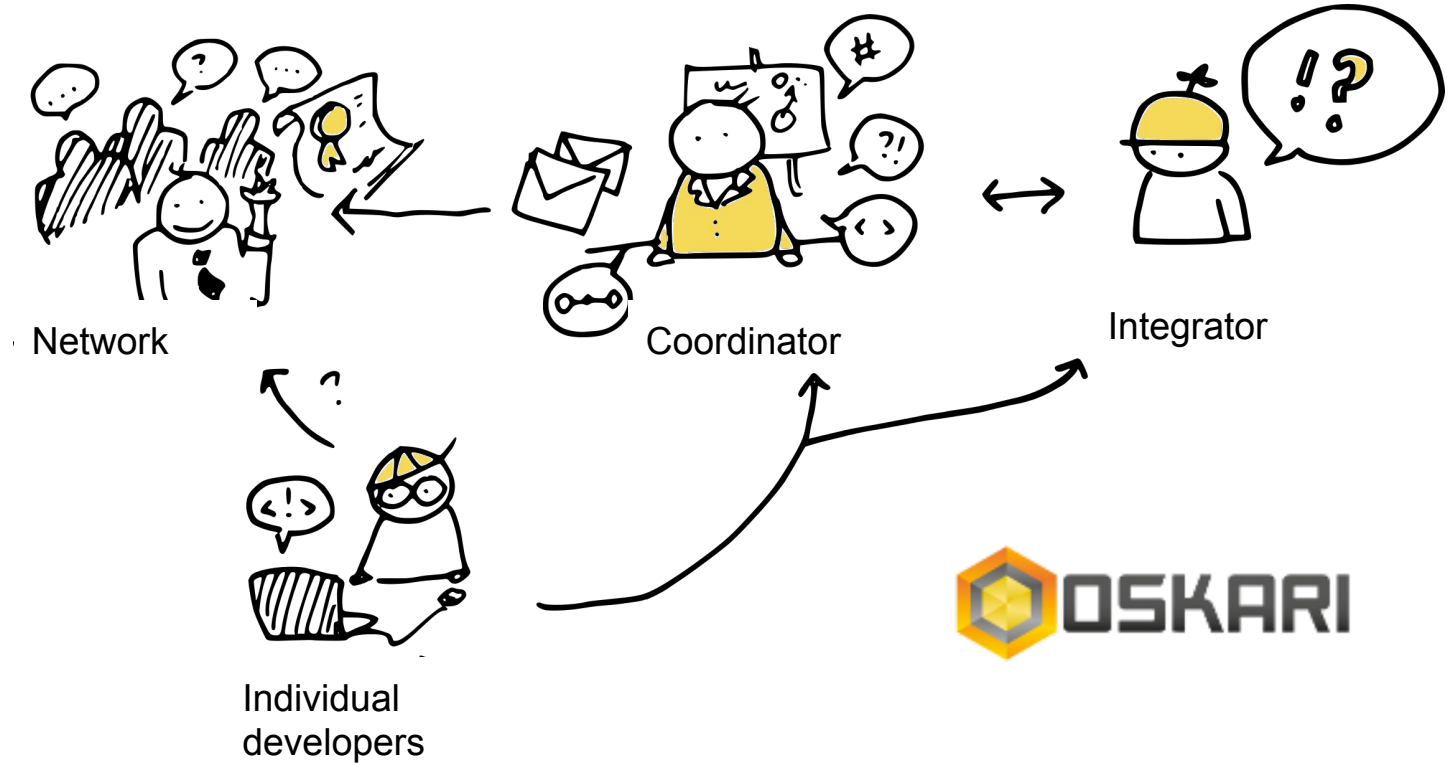 ...
?
...
#
?!
< >
!?
Network
Coordinator
Integrator
?
<!>
OSKARI
Individual
developers